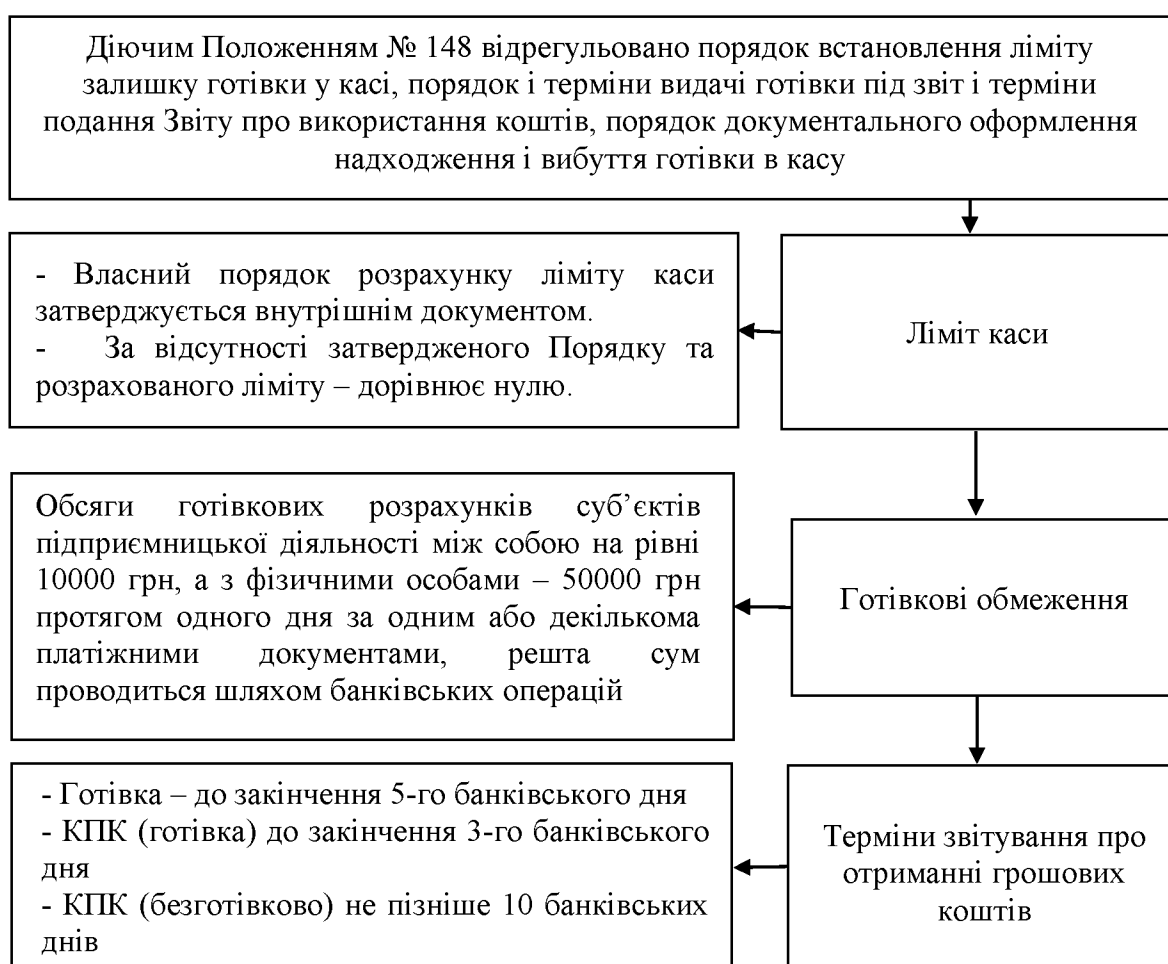 Діючим Положенням № 148 відрегульовано порядок встановлення ліміту
залишку готівки у касі, порядок і терміни видачі готівки під звіт і терміни
подання Звіту про використання коштів, порядок документального оформлення
надходження і вибуття готівки в касу
- Власний порядок розрахунку ліміту каси
затверджується внутрішнім документом.
- За відсутності затвердженого Порядку та
розрахованого ліміту – дорівнює нулю.
Ліміт каси
Обсяги готівкових розрахунків суб’єктів
підприємницької діяльності між собою на рівні
10000 грн, а з фізичними особами – 50000 грн
протягом одного дня за одним або декількома
платіжними документами, решта сум
проводиться шляхом банківських операцій
Готівкові обмеження
- Готівка – до закінчення 5-го банківського дня
- КПК (готівка) до закінчення 3-го банківського
дня
- КПК (безготівково) не пізніше 10 банківських
днів
Терміни звітування про
отриманні грошових
коштів